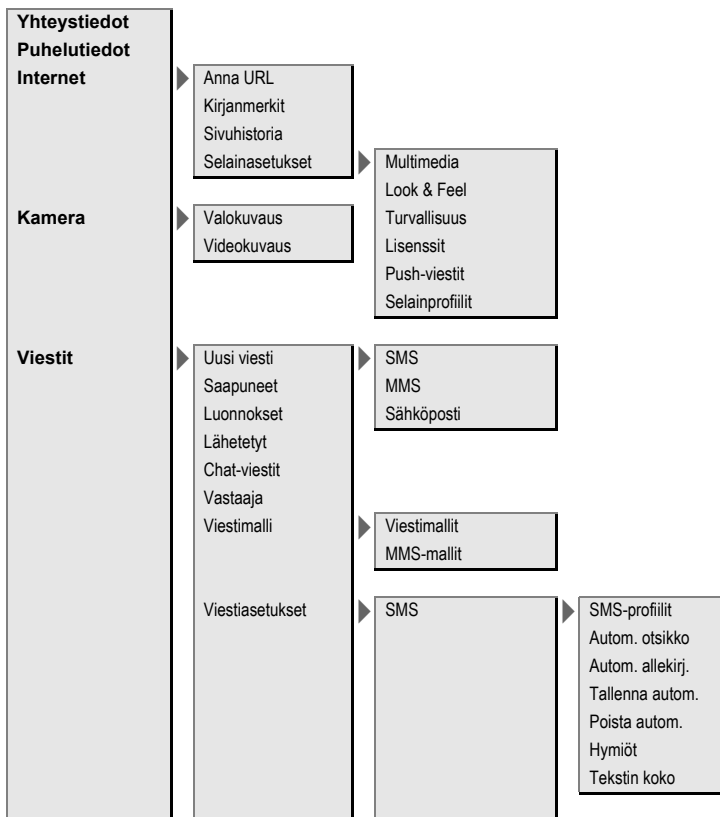 Yhteystiedot
Puhelutiedot
Internet
Anna URL
Kirjanmerkit
Sivuhistoria
Selainasetukset
Multimedia
Look & Feel
Turvallisuus
Lisenssit
Push-viestit
Selainprofiilit
Kamera
Valokuvaus
Videokuvaus
Viestit
Uusi viesti
SMS
MMS
Sähköposti
Saapuneet
Luonnokset
Lähetetyt
Chat-viestit
Vastaaja
Viestimalli
Viestimallit
MMS-mallit
Viestiasetukset
SMS
SMS-profiilit
Autom. otsikko
Autom. allekirj.
Tallenna autom.
Poista autom.
Hymiöt
Tekstin koko